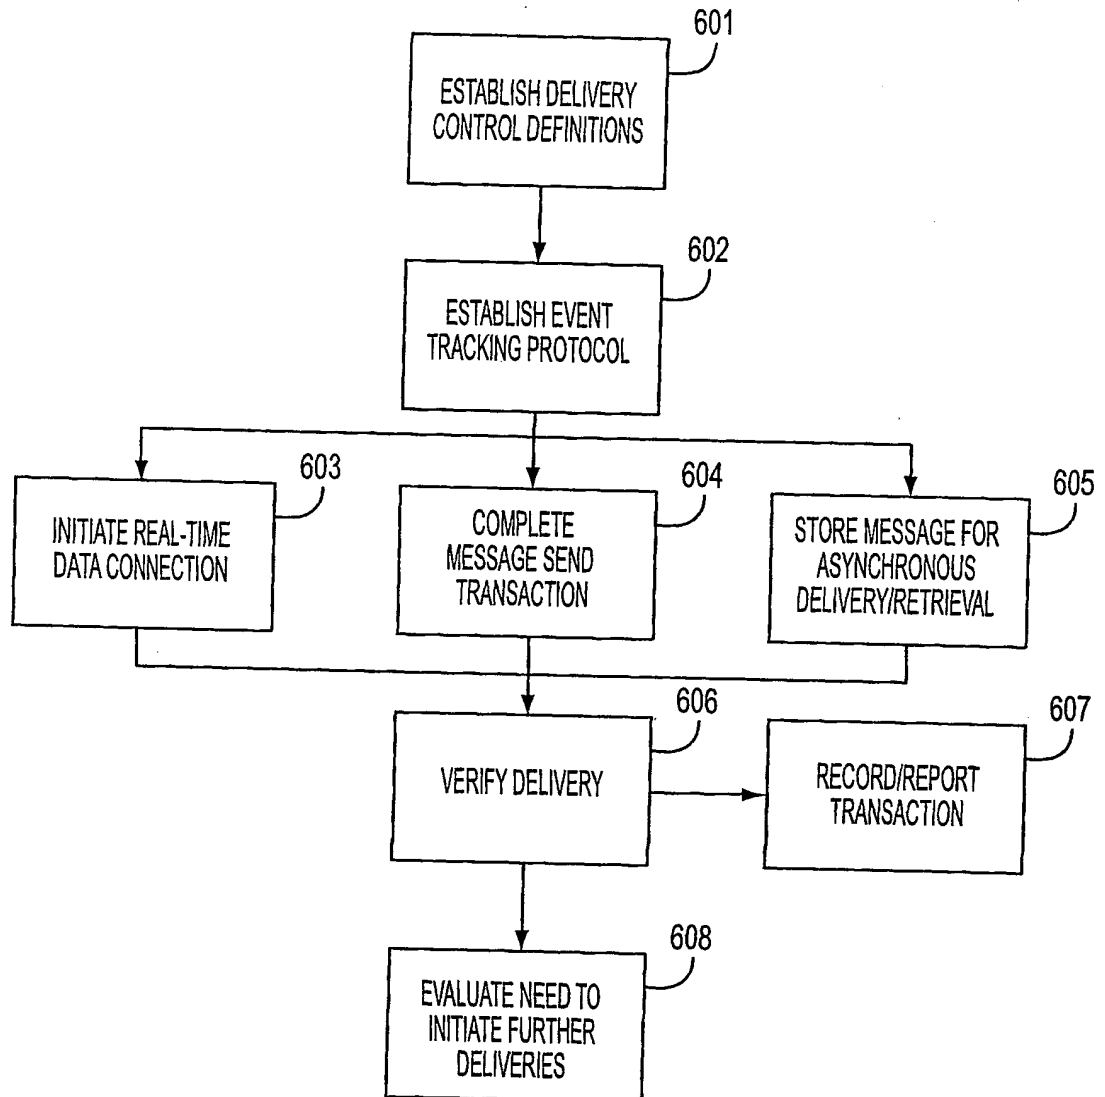 601
ESTABLISH DELIVERY
CONTROL DEFINITIONS
602
ESTABLISH EVENT
TRACKING PROTOCOL
603
INITIATE REAL-TIME
DATA CONNECTION
604
COMPLETE
MESSAGE SEND
TRANSACTION
605
STORE MESSAGE FOR
ASYNCHRONOUS
DELIVERY/RETRIEVAL
606
VERIFY DELIVERY
607
RECORD/REPORT
TRANSACTION
608
EVALUATE NEED TO
INITIATE FURTHER
DELIVERIES